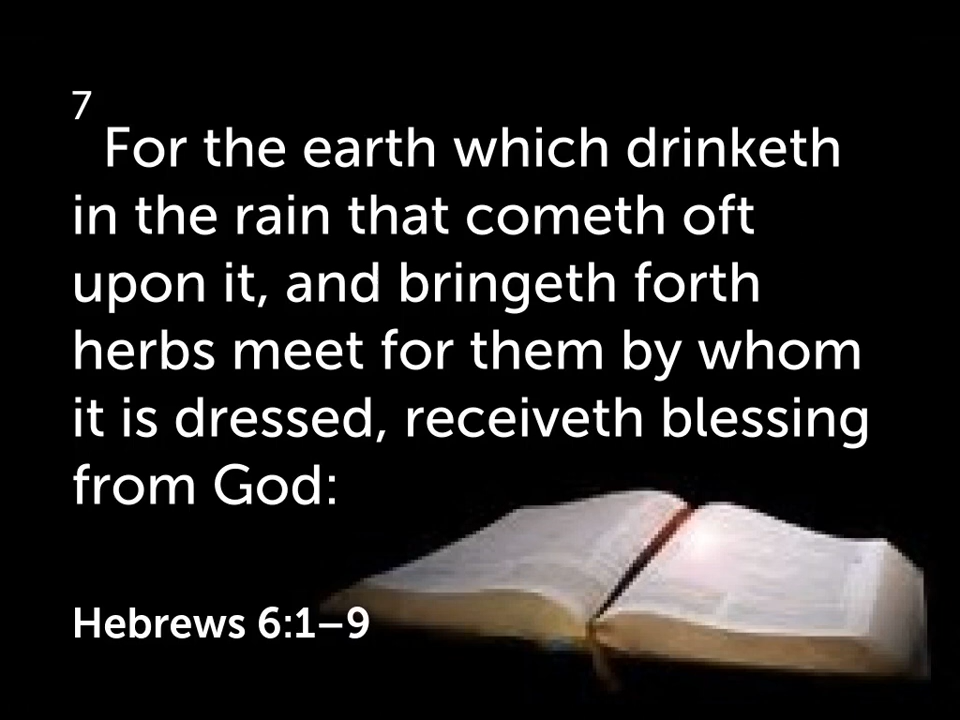 7
For the earth which drinketh
in the rain that cometh oft
upon it, and bringeth forth
herbs meet for them by whom
it is dressed, receiveth blessing
from God:
Hebrews 6:1–9